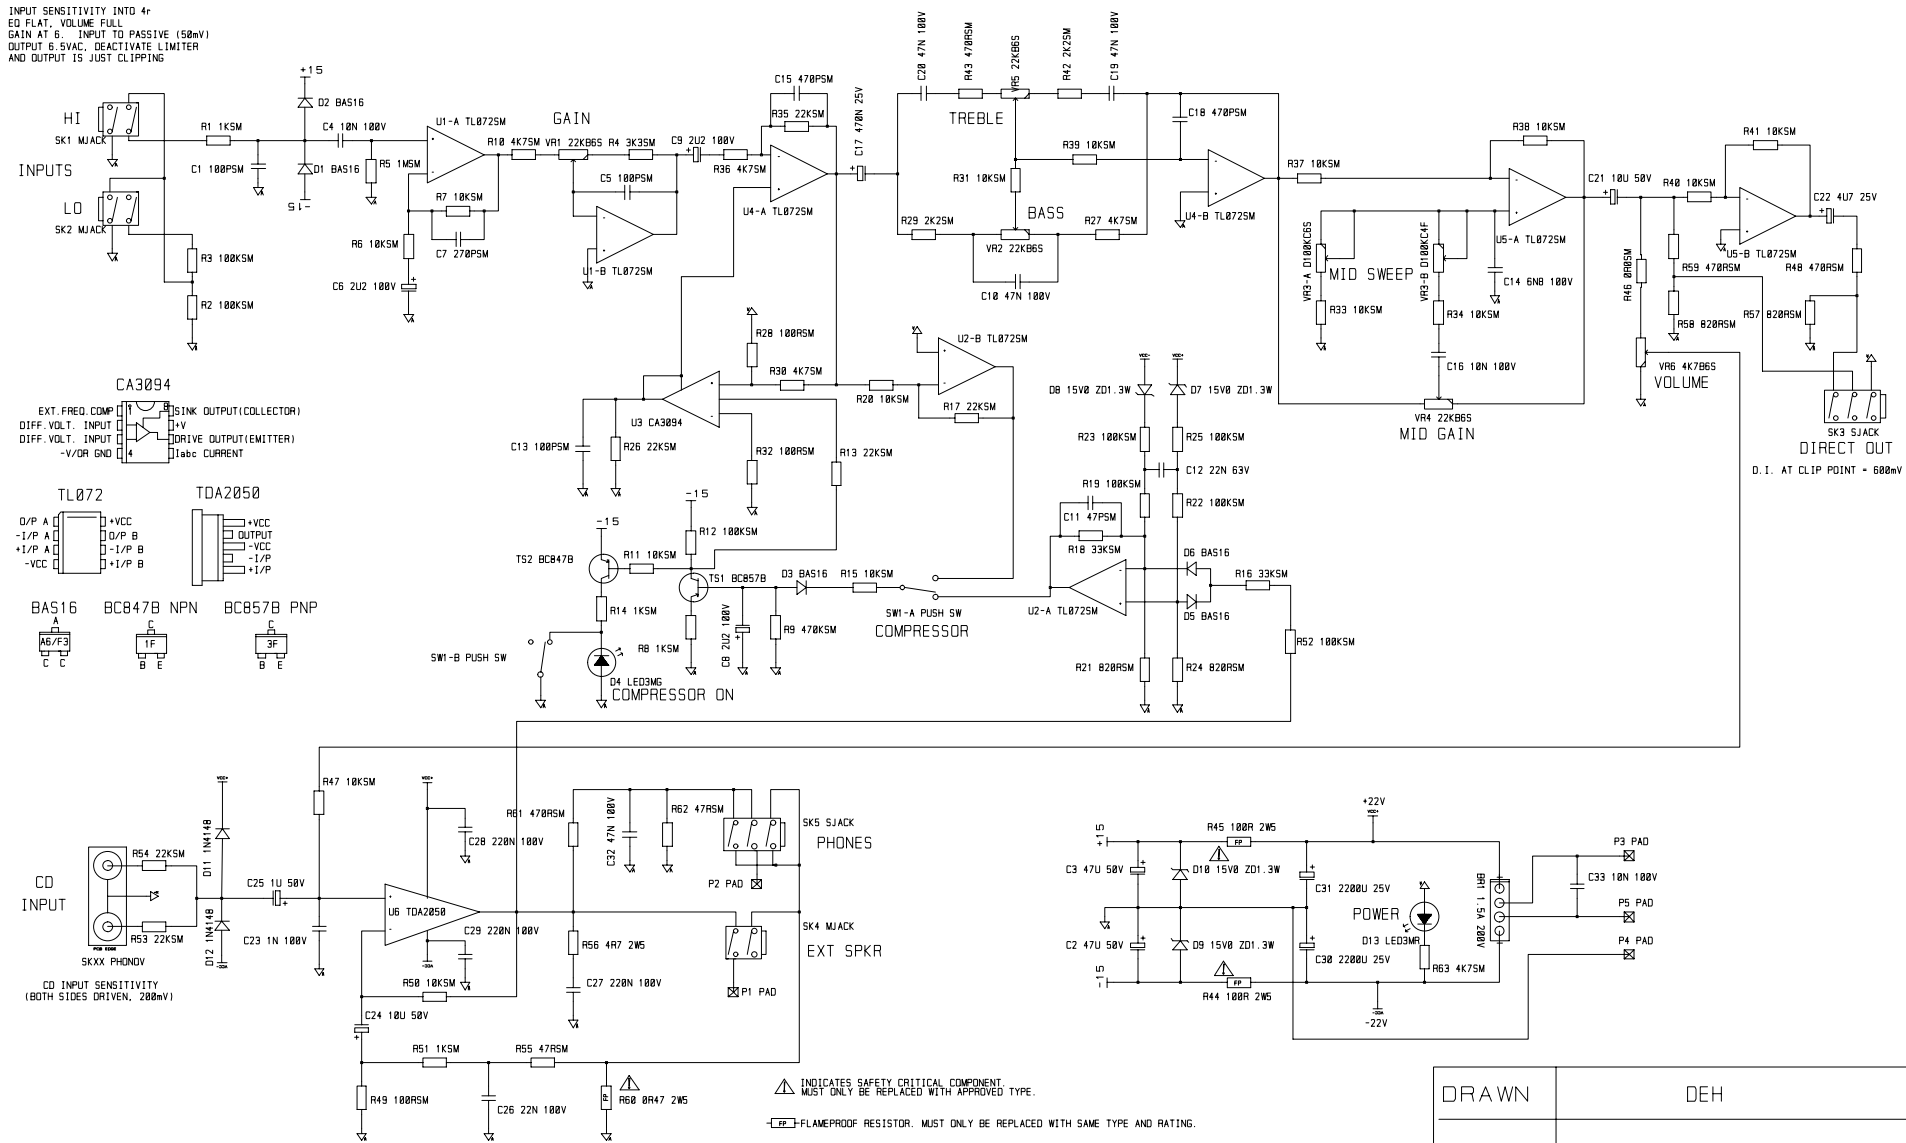 INPUT SENSITIVITY INTO 4r
EQ FLAT, VOLUME FULL
GAIN AT 6.  INPUT TO PASSIVE (50mV)
OUTPUT 6.5VAC, DEACTIVATE LIMITER
AND OUTPUT IS JUST CLIPPING
+15
D2 BAS16
HI
SK1 MJACK
INPUTS
LO
SK2 MJACK
R1 1KSM
C1 100PSM
C4 10N 100V
D1 BAS16
-15
R5 1M5M
R3 100KSM
R2 100KSM
U1-A TL072SM
R10 4K7SM
GAIN
VR1 22KB6S
R4 3K3SM
C9 2U2 100V
R7 10KSM
C7 270PSM
R6 10KSM
C6 2U2 100V
C5 100PSM
U1-B TL072SM
C15 470PSM
R35 22KSM
R36 4K7SM
U4-A TL072SM
C17 470N 25V
C20 47N 100V
R43 470RSM
VR5 22KB6S
R42 2K2SM
C19 47N 100V
TREBLE
R39 10KSM
R31 10KSM
BASS
R29 2K2SM
VR2 22KB6S
R27 4K7SM
C10 47N 100V
C18 470PSM
U4-B TL072SM
R37 10KSM
R38 10KSM
U5-A TL072SM
VR3-A D100KC6S
MID SWEEP
VR3-B D100KC4F
C14 6N8 100V
R33 10KSM
R34 10KSM
C16 10N 100V
VR4 22KB6S
MID GAIN
C21 10U 50V
R40 10KSM
R41 10KSM
U5-B TL072SM
C22 4U7 25V
R46 0R0SM
R59 470RSM
R48 470RSM
R58 820RSM
R57 820RSM
VR6 4K7B6S
VOLUME
SK3 SJACK
DIRECT OUT
D.I. AT CLIP POINT = 600mV
CA3094
EXT.FREQ.COMP
DIFF.VOLT. INPUT
DIFF.VOLT. INPUT
-V/OR GND
1
8
4
SINK OUTPUT(COLLECTOR)
+V
DRIVE OUTPUT(EMITTER)
Iabc CURRENT
TL072
O/P A
-I/P A
+I/P A
-VCC
+VCC
O/P B
-I/P B
+I/P B
TDA2050
+VCC
OUTPUT
-VCC
-I/P
+I/P
BAS16
A
A6/F3
C C
BC847B NPN
C
1F
B E
BC857B PNP
C
3F
B E
R28 100RSM
R30 4K7SM
U3 CA3094
C13 100PSM
R26 22KSM
R32 100RSM
R13 22KSM
R20 10KSM
U2-B TL072SM
R17 22KSM
-15
R12 100KSM
-15
TS2 BC847B
R11 10KSM
TS1 BC857B
D3 BAS16
R15 10KSM
SW1-A PUSH SW
COMPRESSOR
R14 1KSM
R8 1KSM
C8 2U2 100V
R9 470KSM
SW1-B PUSH SW
D4 LED3MG
COMPRESSOR ON
VCC-
VCC+
D8 15V0 ZD1.3W
D7 15V0 ZD1.3W
R23 100KSM
R25 100KSM
C12 22N 63V
R19 100KSM
R22 100KSM
C11 47PSM
R18 33KSM
U2-A TL072SM
D6 BAS16
D5 BAS16
R16 33KSM
R52 100KSM
R21 820RSM
R24 820RSM
CD
INPUT
SKXX PHONOV
PCB SIDE
CD INPUT SENSITIVITY
(BOTH SIDES DRIVEN, 200mV)
R54 22KSM
R53 22KSM
VCC+
D11 1N4148
D12 1N4148
C25 1U 50V
R47 10KSM
C23 1N 100V
VCC+
C28 220N 100V
U6 TDA2050
C29 220N 100V
R50 10KSM
C24 10U 50V
R51 1KSM
R55 47RSM
R49 100RSM
C26 22N 100V
R60 0R47 2W5
FP
R61 470RSM
C32 47N 100V
R62 47RSM
SK5 SJACK
PHONES
P2 PAD
R56 4R7 2W5
C27 220N 100V
SK4 MJACK
EXT SPKR
P1 PAD
INDICATES SAFETY CRITICAL COMPONENT.
MUST ONLY BE REPLACED WITH APPROVED TYPE.
FP
FLAMEPROOF RESISTOR. MUST ONLY BE REPLACED WITH SAME TYPE AND RATING.
+15
R45 100R 2W5
FP
+22V
VCC+
C3 47U 50V
D10 15V0 ZD1.3W
C31 2200U 25V
C2 47U 50V
D9 15V0 ZD1.3W
C30 2200U 25V
-15
FP
R44 100R 2W5
-22V
POWER
D13 LED3MR
R63 4K7SM
BR1 1.5A 200V
P3 PAD
C33 10N 100V
P5 PAD
P4 PAD
DRAWN
DEH